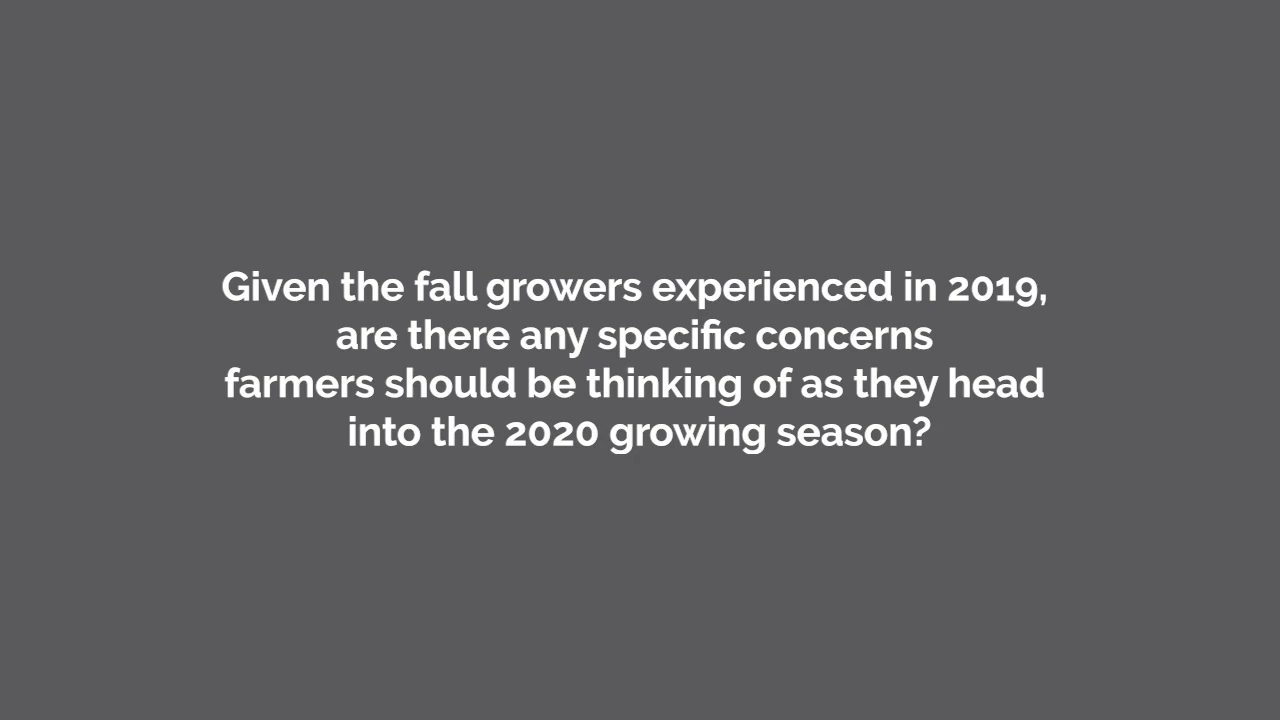 Given the fall growers experienced in 2019,
are there any specific concerns
farmers should be thinking of as they head
into the 2020 growing season?